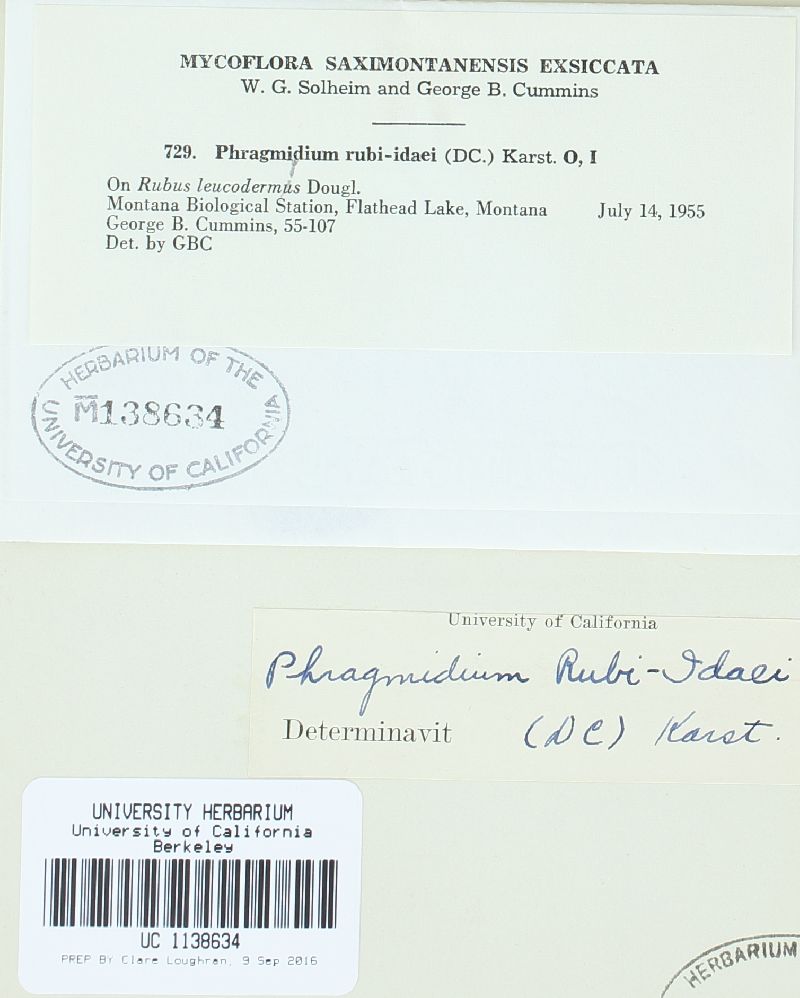 MYCOFLORA SAXIMONTANENSIS EXSICCATA
W. G. Solheim and George B. Cummins
729. Phragmidium rubi-idaei (DC.) Karst. O, I
On Rubus leucodermus Dougl.
Montana Biological Station, Flathead Lake, Montana July 14, 1955
George B. Cummins, 55-107
Det. by GBC
HERBARIUM OF THE
M138634
UNIVERSITY OF CALIFORNIA
University of California
Phragmidium Rubi-Idaei
Determinavit (DC) Karst.
UNIVERSITY HERBARIUM
University of California
Berkeley
UC 1138634
PREP BY Clare Loughran, 9 Sep 2016
HERBARIUM